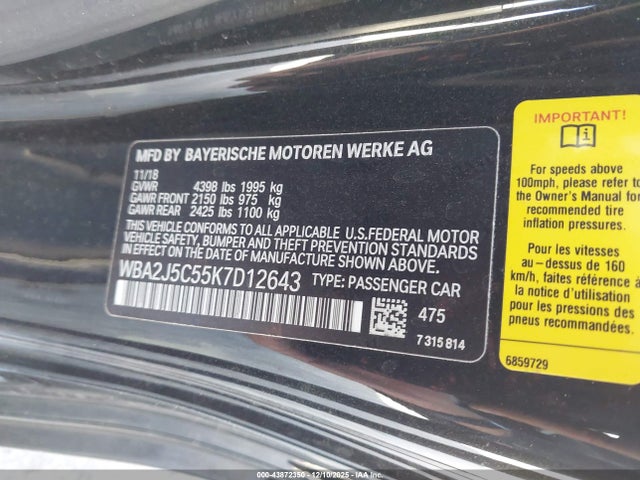 MFD BY BAYERISCHE MOTOREN WERKE AG
11/18
GVWR 4398 lbs 1995 kg
GAWR FRONT 2150 lbs 975 kg
GAWR REAR 2425 lbs 1100 kg
THIS VEHICLE CONFORMS TO ALL APPLICABLE U.S.FEDERAL MOTOR
VEHICLE SAFETY, BUMPER, AND THEFT PREVENTION STANDARDS
IN EFFECT ON THE DATE OF MANUFACTURE SHOWN ABOVE.
WBA2J5C55K7D12643 TYPE: PASSENGER CAR
475
7 315 814
IMPORTANT!
For speeds above
100mph, please refer to
the Owner's Manual for
recommended tire
inflation pressures.
Pour les vitesses
au-dessus de 160
km/h, faites référence à
la notice d'utilisation
pour les pressions des
pneus recommandées.
6859729
00-43872350 - 12/10/2025 - COPYRIGHT IAA, LLC